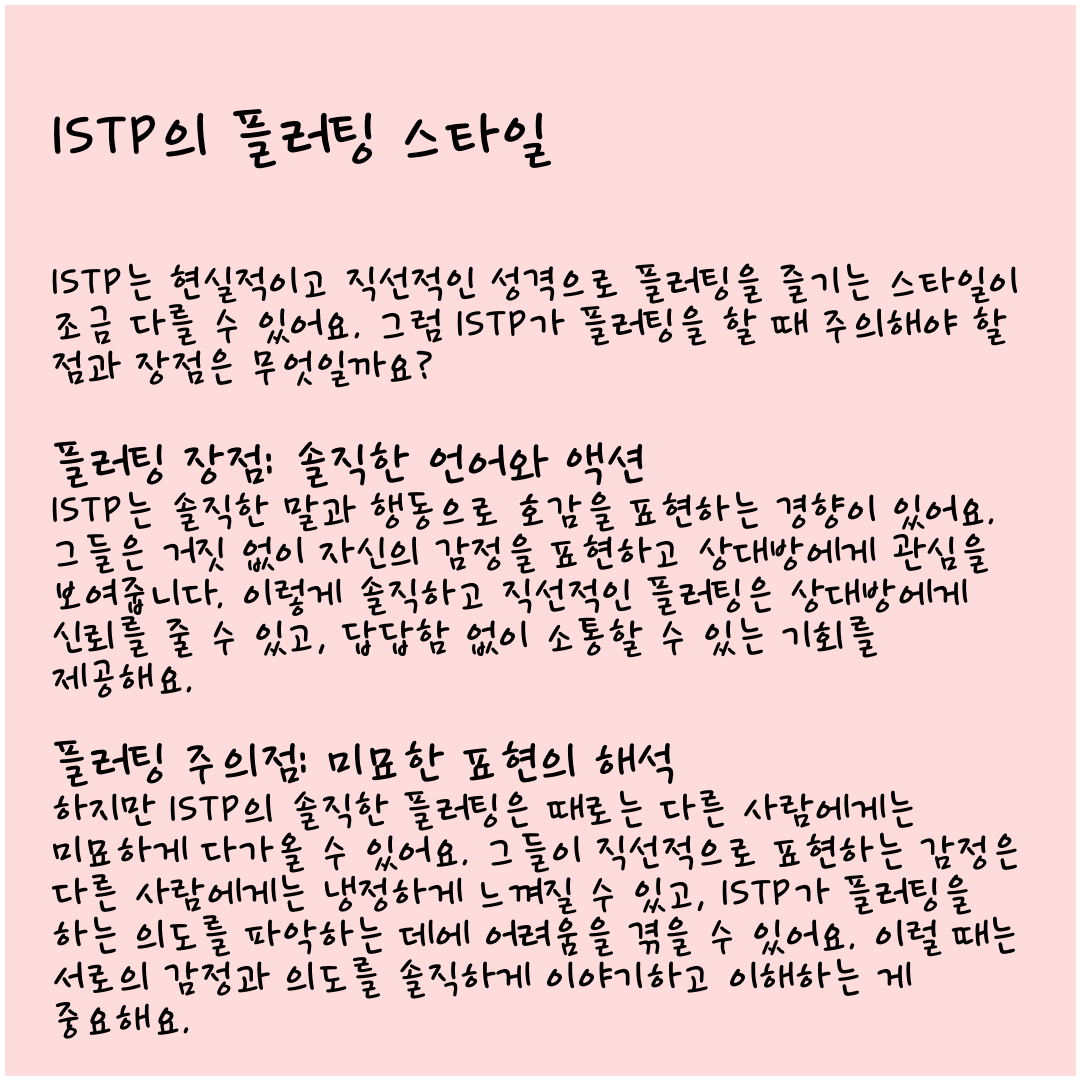 ISTP의 플러팅 스타일
ISTP는 현실적이고 직선적인 성격으로 플러팅을 즐기는 스타일이
조금 다를 수 있어요. 그럼 ISTP가 플러팅을 할 때 주의해야 할
점과 장점은 무엇일까요?
플러팅 장점: 솔직한 언어와 액션
ISTP는 솔직한 말과 행동으로 호감을 표현하는 경향이 있어요.
그들은 거짓 없이 자신의 감정을 표현하고 상대방에게 관심을
보여줍니다. 이렇게 솔직하고 직선적인 플러팅은 상대방에게
신뢰를 줄 수 있고, 답답함 없이 소통할 수 있는 기회를
제공해요.
플러팅 주의점: 미묘한 표현의 해석
하지만 ISTP의 솔직한 플러팅은 때로는 다른 사람에게는
미묘하게 다가올 수 있어요. 그들이 직선적으로 표현하는 감정은
다른 사람에게는 냉정하게 느껴질 수 있고, ISTP가 플러팅을
하는 의도를 파악하는 데에 어려움을 겪을 수 있어요. 이럴 때는
서로의 감정과 의도를 솔직하게 이야기하고 이해하는 게
중요해요.